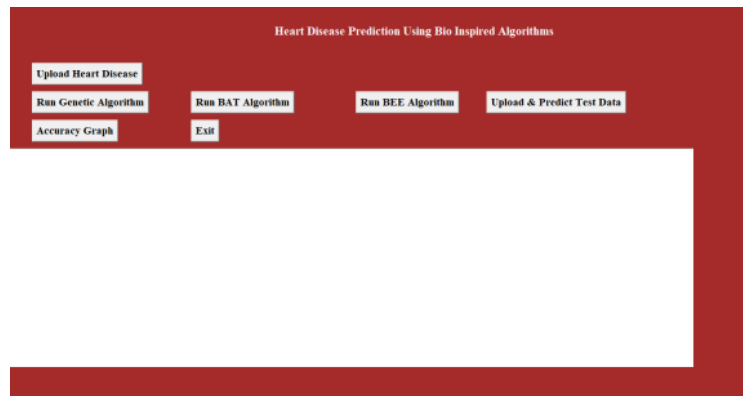 Heart Disease Prediction Using Bio Inspired Algorithms
Upload Heart Disease
Run Genetic Algorithm Run BAT Algorithm Run BEE Algorithm Upload & Predict Test Data
Accuracy Graph Exit